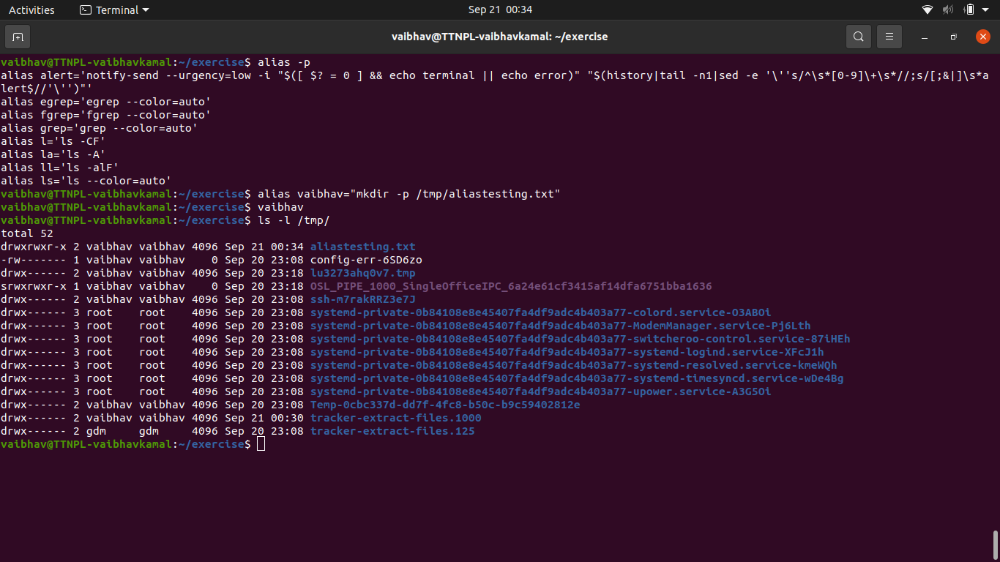 Activities Terminal Sep 21 00:34
vaibhav@TTNPL-vaibhavkamal: ~/exercise
vaibhav@TTNPL-vaibhavkamal:~/exercise$ alias -p
alias alert='notify-send --urgency=low -i "$([ $? = 0 ] && echo terminal || echo error)" "$(history|tail -n1|sed -e '\''s/^\s*[0-9]\+\s*//;s/[;&|]\s*a
lert$//'\'')"'
alias egrep='egrep --color=auto'
alias fgrep='fgrep --color=auto'
alias grep='grep --color=auto'
alias l='ls -CF'
alias la='ls -A'
alias ll='ls -alF'
alias ls='ls --color=auto'
vaibhav@TTNPL-vaibhavkamal:~/exercise$ alias vaibhav="mkdir -p /tmp/aliastesting.txt"
vaibhav@TTNPL-vaibhavkamal:~/exercise$ vaibhav
vaibhav@TTNPL-vaibhavkamal:~/exercise$ ls -l /tmp/
total 52
drwxrwxr-x 2 vaibhav vaibhav 4096 Sep 21 00:34 aliastesting.txt
-rw------- 1 vaibhav vaibhav    0 Sep 20 23:08 config-err-6SD6zo
drwx------ 2 vaibhav vaibhav 4096 Sep 20 23:18 lu3273ahq0v7.tmp
srwxrwxr-x 1 vaibhav vaibhav    0 Sep 20 23:18 OSL_PIPE_1000_SingleOfficeIPC_6a24e61cf3415af14dfa6751bba1636
drwx------ 2 vaibhav vaibhav 4096 Sep 20 23:08 ssh-m7rakRRZ3e7J
drwx------ 3 root    root    4096 Sep 20 23:08 systemd-private-0b84108e8e45407fa4df9adc4b403a77-colord.service-O3ABOi
drwx------ 3 root    root    4096 Sep 20 23:08 systemd-private-0b84108e8e45407fa4df9adc4b403a77-ModemManager.service-Pj6Lth
drwx------ 3 root    root    4096 Sep 20 23:08 systemd-private-0b84108e8e45407fa4df9adc4b403a77-switcheroo-control.service-87iHEh
drwx------ 3 root    root    4096 Sep 20 23:08 systemd-private-0b84108e8e45407fa4df9adc4b403a77-systemd-logind.service-XFcJ1h
drwx------ 3 root    root    4096 Sep 20 23:08 systemd-private-0b84108e8e45407fa4df9adc4b403a77-systemd-resolved.service-kmeWQh
drwx------ 3 root    root    4096 Sep 20 23:08 systemd-private-0b84108e8e45407fa4df9adc4b403a77-systemd-timesyncd.service-wDe4Bg
drwx------ 3 root    root    4096 Sep 20 23:08 systemd-private-0b84108e8e45407fa4df9adc4b403a77-upower.service-A3G5Oi
drwx------ 2 vaibhav vaibhav 4096 Sep 20 23:08 Temp-0cbc337d-dd7f-4fc8-b50c-b9c59402812e
drwx------ 2 vaibhav vaibhav 4096 Sep 21 00:30 tracker-extract-files.1000
drwx------ 2 gdm     gdm     4096 Sep 20 23:08 tracker-extract-files.125
vaibhav@TTNPL-vaibhavkamal:~/exercise$